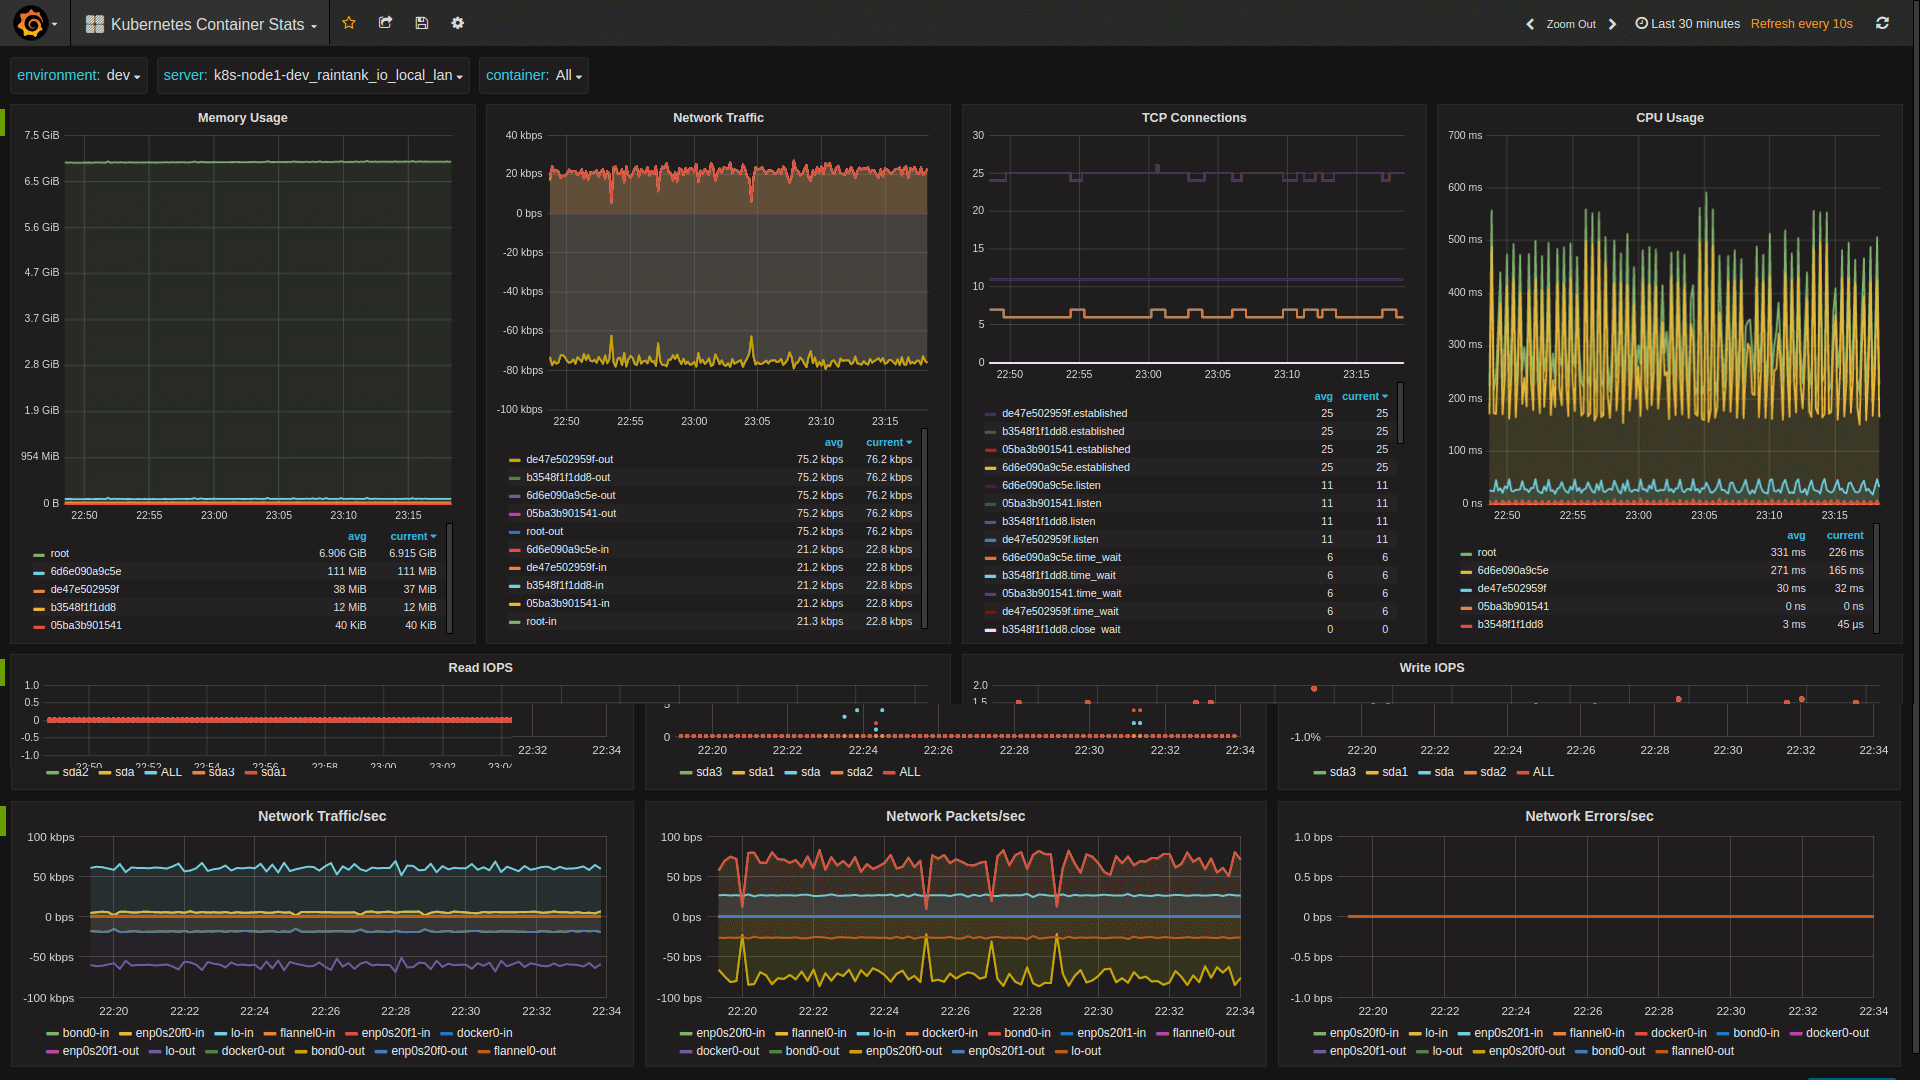 Kubernetes Container Stats
Zoom Out Last 30 minutes Refresh every 10s
environment: dev server: k8s-node1-dev_raintank_io_local_lan container: All
Memory Usage
7.5 GiB
6.5 GiB
5.6 GiB
4.7 GiB
3.7 GiB
2.8 GiB
1.9 GiB
954 MiB
0 B
22:50 22:55 23:00 23:05 23:10 23:15
avg current
root 6.906 GiB 6.915 GiB
6d6e090a9c5e 111 MiB 111 MiB
de47e502959f 38 MiB 37 MiB
b3548f1f1dd8 12 MiB 12 MiB
05ba3b901541 40 KiB 40 KiB
Network Traffic
40 kbps
20 kbps
0 bps
-20 kbps
-40 kbps
-60 kbps
-80 kbps
-100 kbps
22:50 22:55 23:00 23:05 23:10 23:15
avg current
de47e502959f-out 75.2 kbps 76.2 kbps
b3548f1f1dd8-out 75.2 kbps 76.2 kbps
6d6e090a9c5e-out 75.2 kbps 76.2 kbps
05ba3b901541-out 75.2 kbps 76.2 kbps
root-out 75.2 kbps 76.2 kbps
6d6e090a9c5e-in 21.2 kbps 22.8 kbps
de47e502959f-in 21.2 kbps 22.8 kbps
b3548f1f1dd8-in 21.2 kbps 22.8 kbps
05ba3b901541-in 21.2 kbps 22.8 kbps
root-in 21.3 kbps 22.8 kbps
TCP Connections
30
25
20
15
10
5
0
22:50 22:55 23:00 23:05 23:10 23:15
avg current
de47e502959f.established 25 25
b3548f1f1dd8.established 25 25
05ba3b901541.established 25 25
6d6e090a9c5e.established 25 25
6d6e090a9c5e.listen 11 11
05ba3b901541.listen 11 11
b3548f1f1dd8.listen 11 11
de47e502959f.listen 11 11
6d6e090a9c5e.time_wait 6 6
b3548f1f1dd8.time_wait 6 6
05ba3b901541.time_wait 6 6
de47e502959f.time_wait 6 6
b3548f1f1dd8.close wait 0 0
CPU Usage
700 ms
600 ms
500 ms
400 ms
300 ms
200 ms
100 ms
0 ns
22:50 22:55 23:00 23:05 23:10 23:15
avg current
root 331 ms 226 ms
6d6e090a9c5e 271 ms 165 ms
de47e502959f 30 ms 32 ms
05ba3b901541 0 ns 0 ns
b3548f1f1dd8 3 ms 45 µs
Read IOPS
1.0
0.5
0
-0.5
-1.0
22:50 22:52 22:54 22:56 22:58 23:00 23:02 23:04
22:32 22:34
sda2 sda ALL sda3 sda1
Write IOPS
2.0
1.5
5
0
22:20 22:22 22:24 22:26 22:28 22:30 22:32 22:34
sda3 sda1 sda sda2 ALL
-1.0%
22:20 22:22 22:24 22:26 22:28 22:30 22:32 22:34
sda3 sda1 sda sda2 ALL
Network Traffic/sec
100 kbps
50 kbps
0 bps
-50 kbps
-100 kbps
22:20 22:22 22:24 22:26 22:28 22:30 22:32 22:34
bond0-in enp0s20f0-in lo-in flannel0-in enp0s20f1-in docker0-in
enp0s20f1-out lo-out docker0-out bond0-out enp0s20f0-out flannel0-out
Network Packets/sec
100 bps
50 bps
0 bps
-50 bps
-100 bps
22:20 22:22 22:24 22:26 22:28 22:30 22:32 22:34
enp0s20f0-in flannel0-in lo-in docker0-in bond0-in enp0s20f1-in flannel0-out
docker0-out bond0-out enp0s20f0-out enp0s20f1-out lo-out
Network Errors/sec
1.0 bps
0.5 bps
0 bps
-0.5 bps
-1.0 bps
22:20 22:22 22:24 22:26 22:28 22:30 22:32 22:34
enp0s20f0-in lo-in enp0s20f1-in flannel0-in docker0-in bond0-in docker0-out
enp0s20f1-out lo-out enp0s20f0-out bond0-out flannel0-out